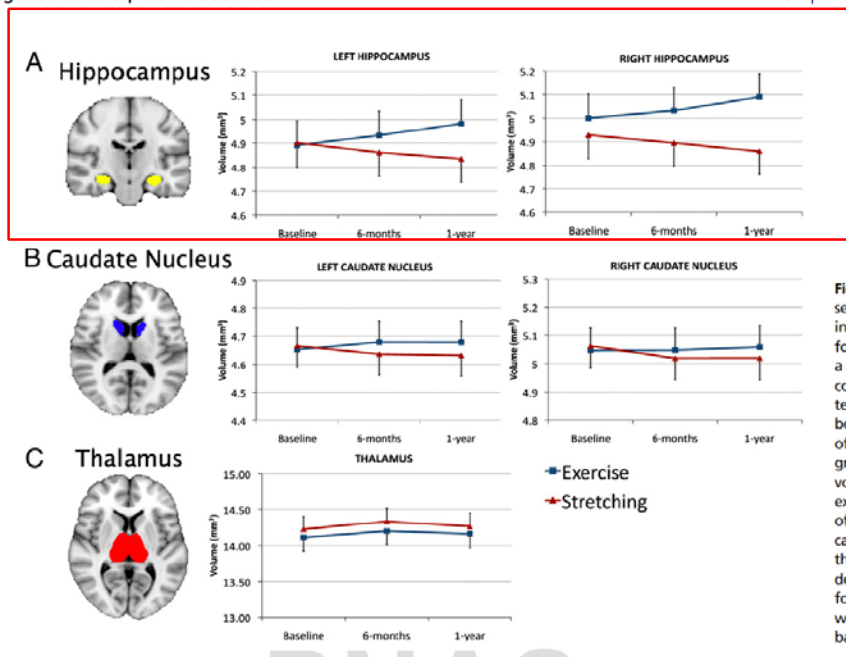 A Hippocampus
LEFT HIPPOCAMPUS
Volume (mm³)
5.2
5.1
5
4.9
4.8
4.7
4.6
Baseline 6-months 1-year
RIGHT HIPPOCAMPUS
Volume (mm³)
5.2
5.1
5
4.9
4.8
4.7
4.6
Baseline 6-months 1-year
B Caudate Nucleus
LEFT CAUDATE NUCLEUS
Volume (mm³)
4.9
4.8
4.7
4.6
4.5
4.4
Baseline 6-months 1-year
RIGHT CAUDATE NUCLEUS
Volume (mm³)
5.3
5.2
5.1
5
4.9
4.8
Baseline 6-months 1-year
C Thalamus
THALAMUS
Volume (mm³)
15.00
14.50
14.00
13.50
13.00
Baseline 6-months 1-year
Exercise
Stretching